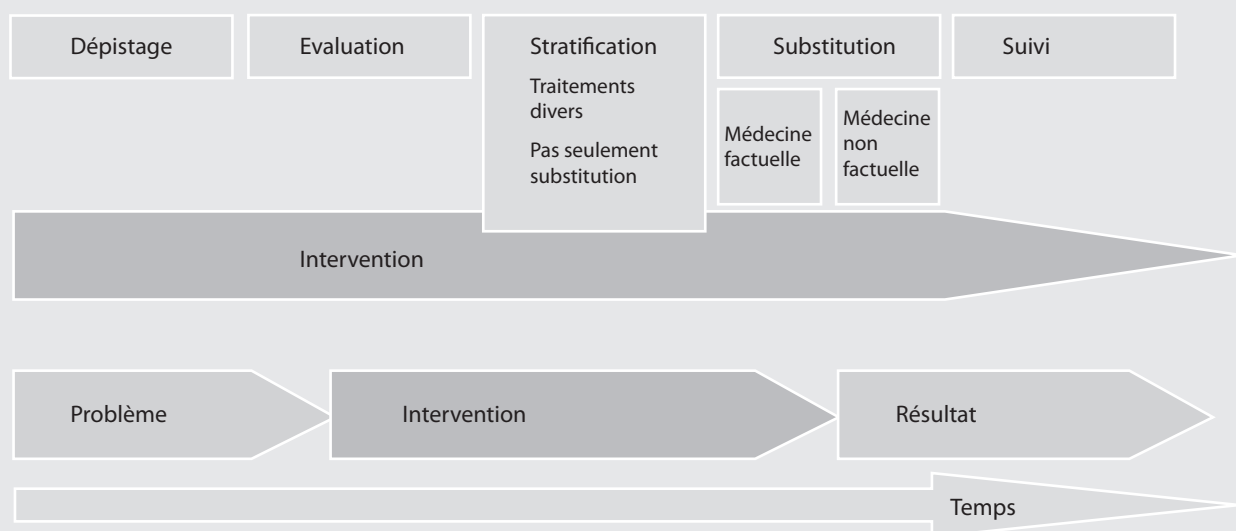 Dépistage
Evaluation
Stratification
Traitements
divers
Pas seulement
substitution
Substitution
Médecine
factuelle
Médecine
non
factuelle
Suivi
Intervention
Problème
Intervention
Résultat
Temps